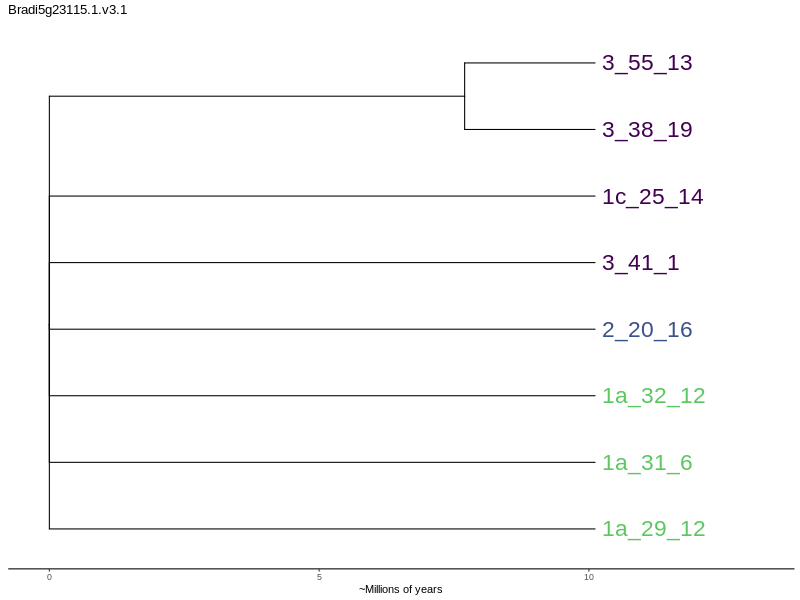 Bradi5g23115.1.v3.1
3_55_13
3_38_19
1c_25_14
3_41_1
2_20_16
1a_32_12
1a_31_6
1a_29_12
0 5 10
~Millions of years